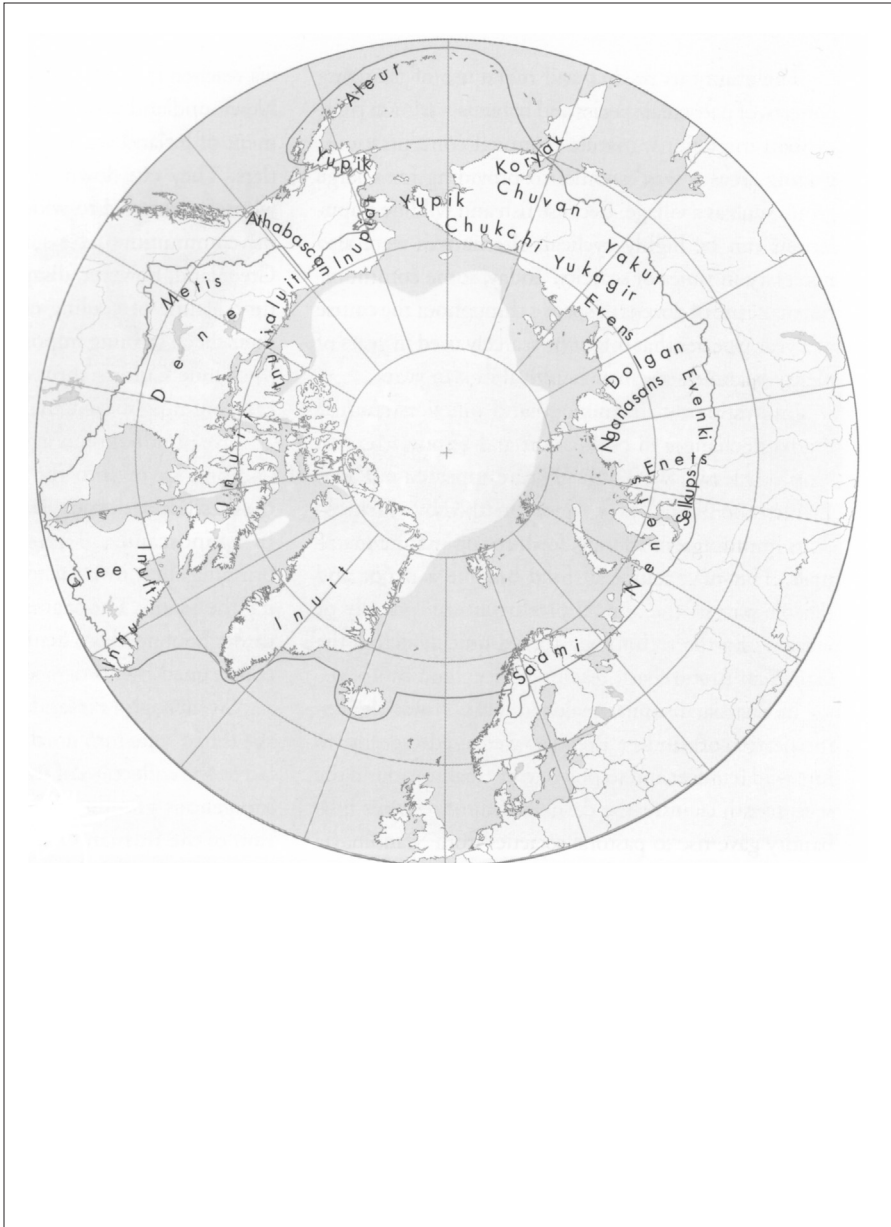 Aleut
Yupik
Koryak
Yupik
Chuvan
Athabascan
Inupiat
Chukchi
Yakut
Yukagir
Metis
Inuvialuit
Evens
Dene
Dolgan
Evenki
Nganasans
Inuit
Enets
Selkups
Nenets
Inuit
Cree
Inuit
Innu
Saami